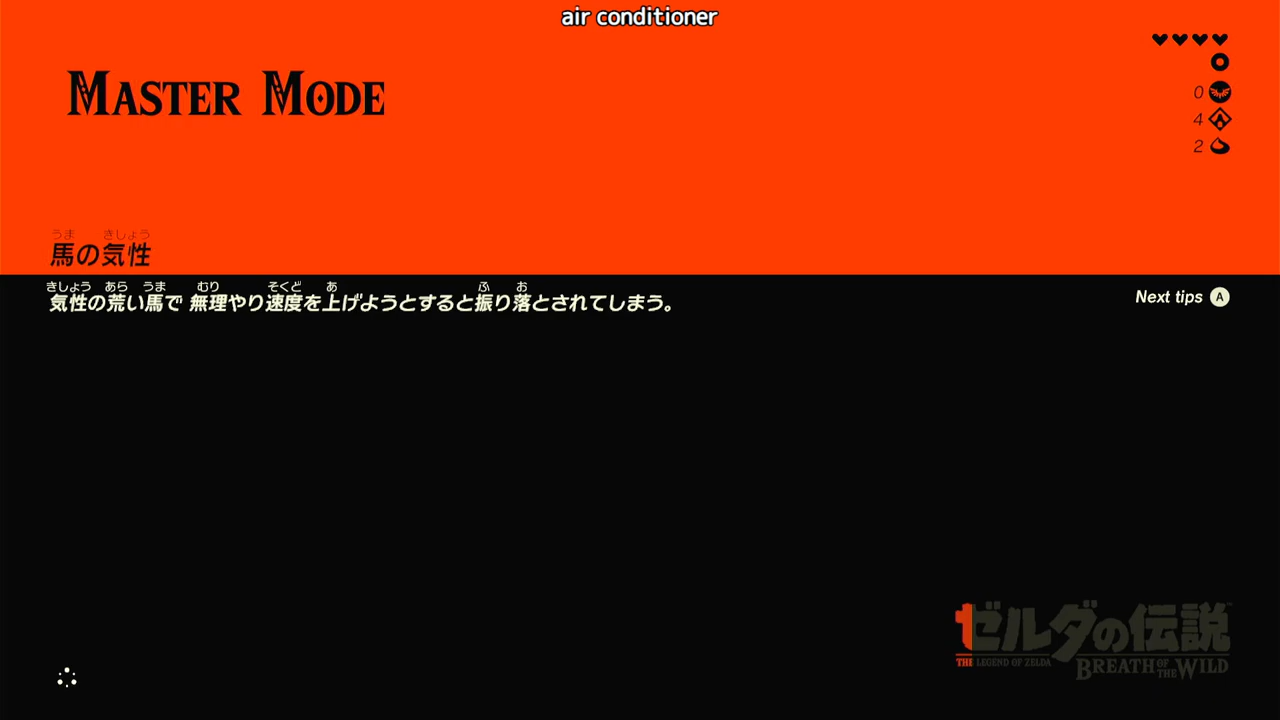 air conditioner
MASTER MODE
0
4
2
うま きしょう
馬の気性
きしょう あら うま むり そくど あ ふ お
気性の荒い馬で 無理やり速度を上げようとすると振り落とされてしまう。
Next tips A
ゼルダの伝説
THE LEGEND OF ZELDA
BREATH OF THE WILD